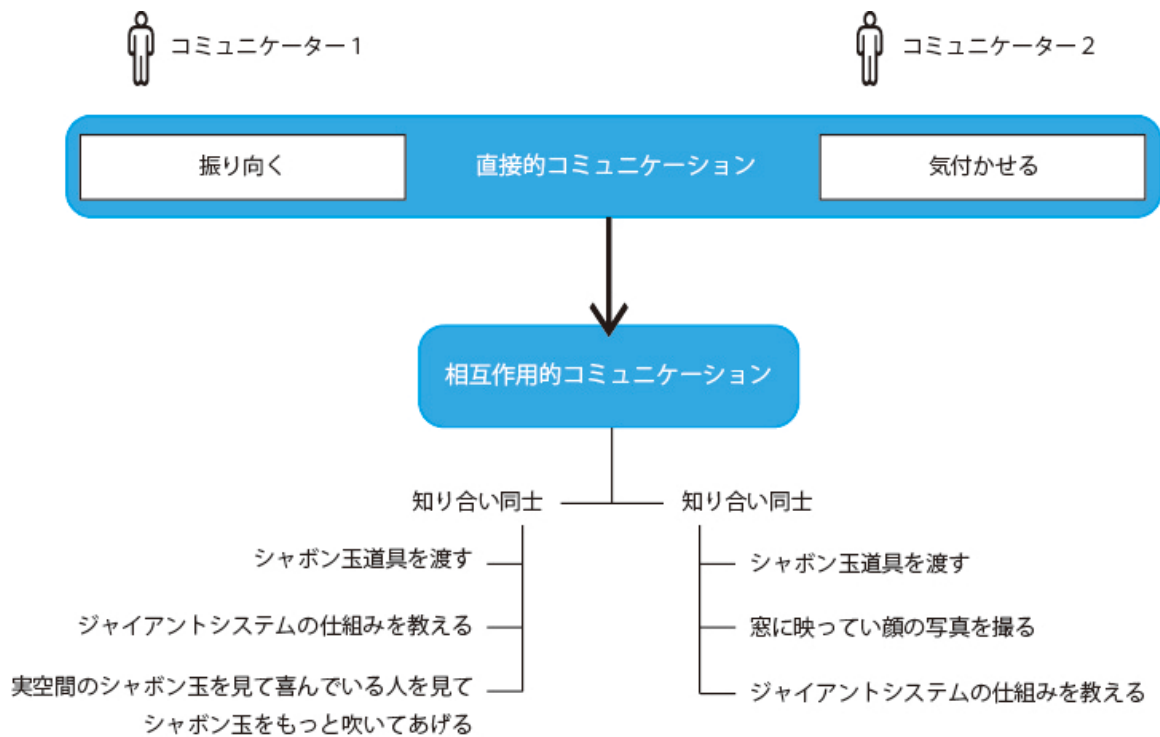 コミュニケーター 1
コミュニケーター 2
振り向く
直接的コミュニケーション
気付かせる
相互作用的コミュニケーション
知り合い同士
知り合い同士
シャボン玉道具を渡す
ジャイアントシステムの仕組みを教える
実空間のシャボン玉を見て喜んでいる人を見て
シャボン玉をもっと吹いてあげる
シャボン玉道具を渡す
窓に映ってい顔の写真を撮る
ジャイアントシステムの仕組みを教える